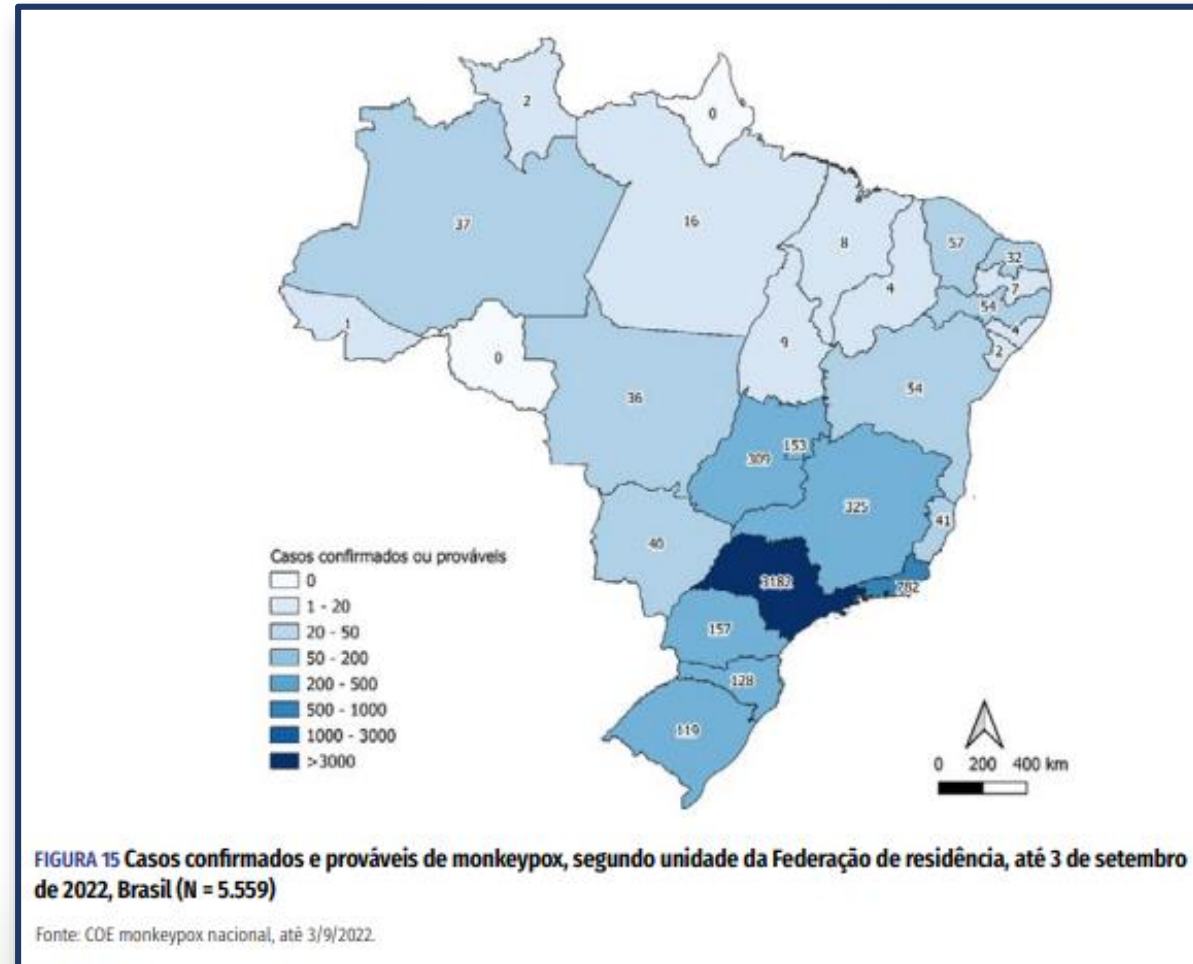 2
0
37
16
8
57
32
7
54
4
4
2
1
0
9
36
54
309
153
325
41
40
3182
782
157
128
119
Casos confirmados ou prováveis
0
1 - 20
20 - 50
50 - 200
200 - 500
500 - 1000
1000 - 3000
>3000
0 200 400 km
FIGURA 15 Casos confirmados e prováveis de monkeypox, segundo unidade da Federação de residência, até 3 de setembro
de 2022, Brasil (N = 5.559)
Fonte: COE monkeypox nacional, até 3/9/2022.